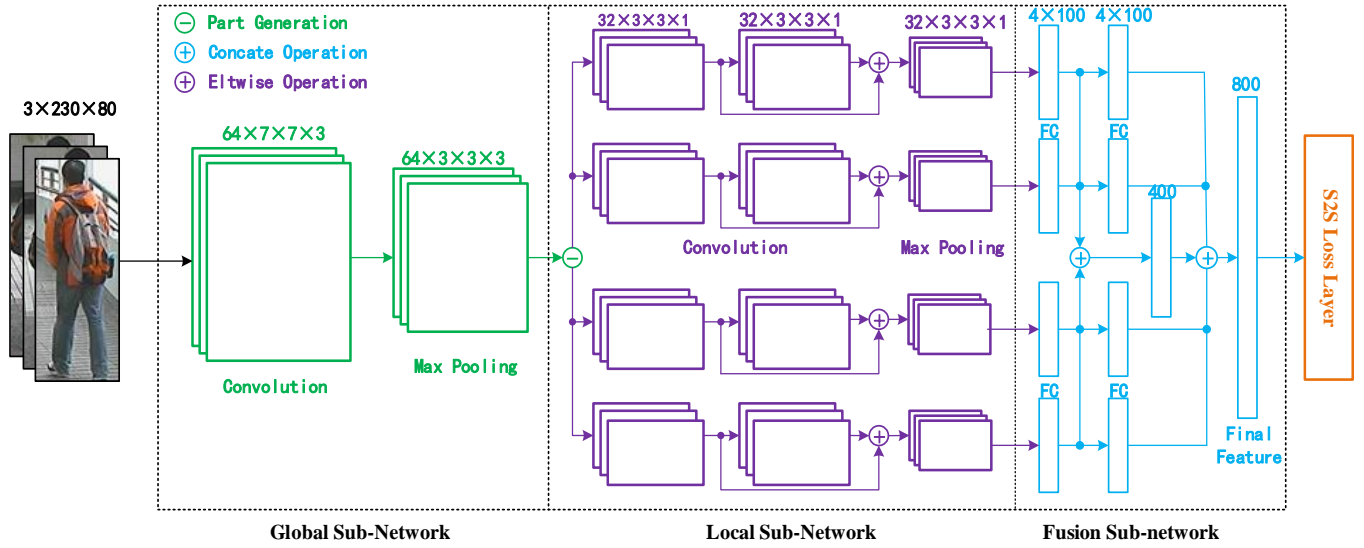 Part Generation
Concate Operation
Eltwise Operation
3×230×80
64×7×7×3
64×3×3×3
Convolution
Max Pooling
32×3×3×1
32×3×3×1
32×3×3×1
Convolution
Max Pooling
4×100
4×100
FC
FC
400
800
FC
FC
Final
Feature
S2S Loss Layer
Global Sub-Network
Local Sub-Network
Fusion Sub-network